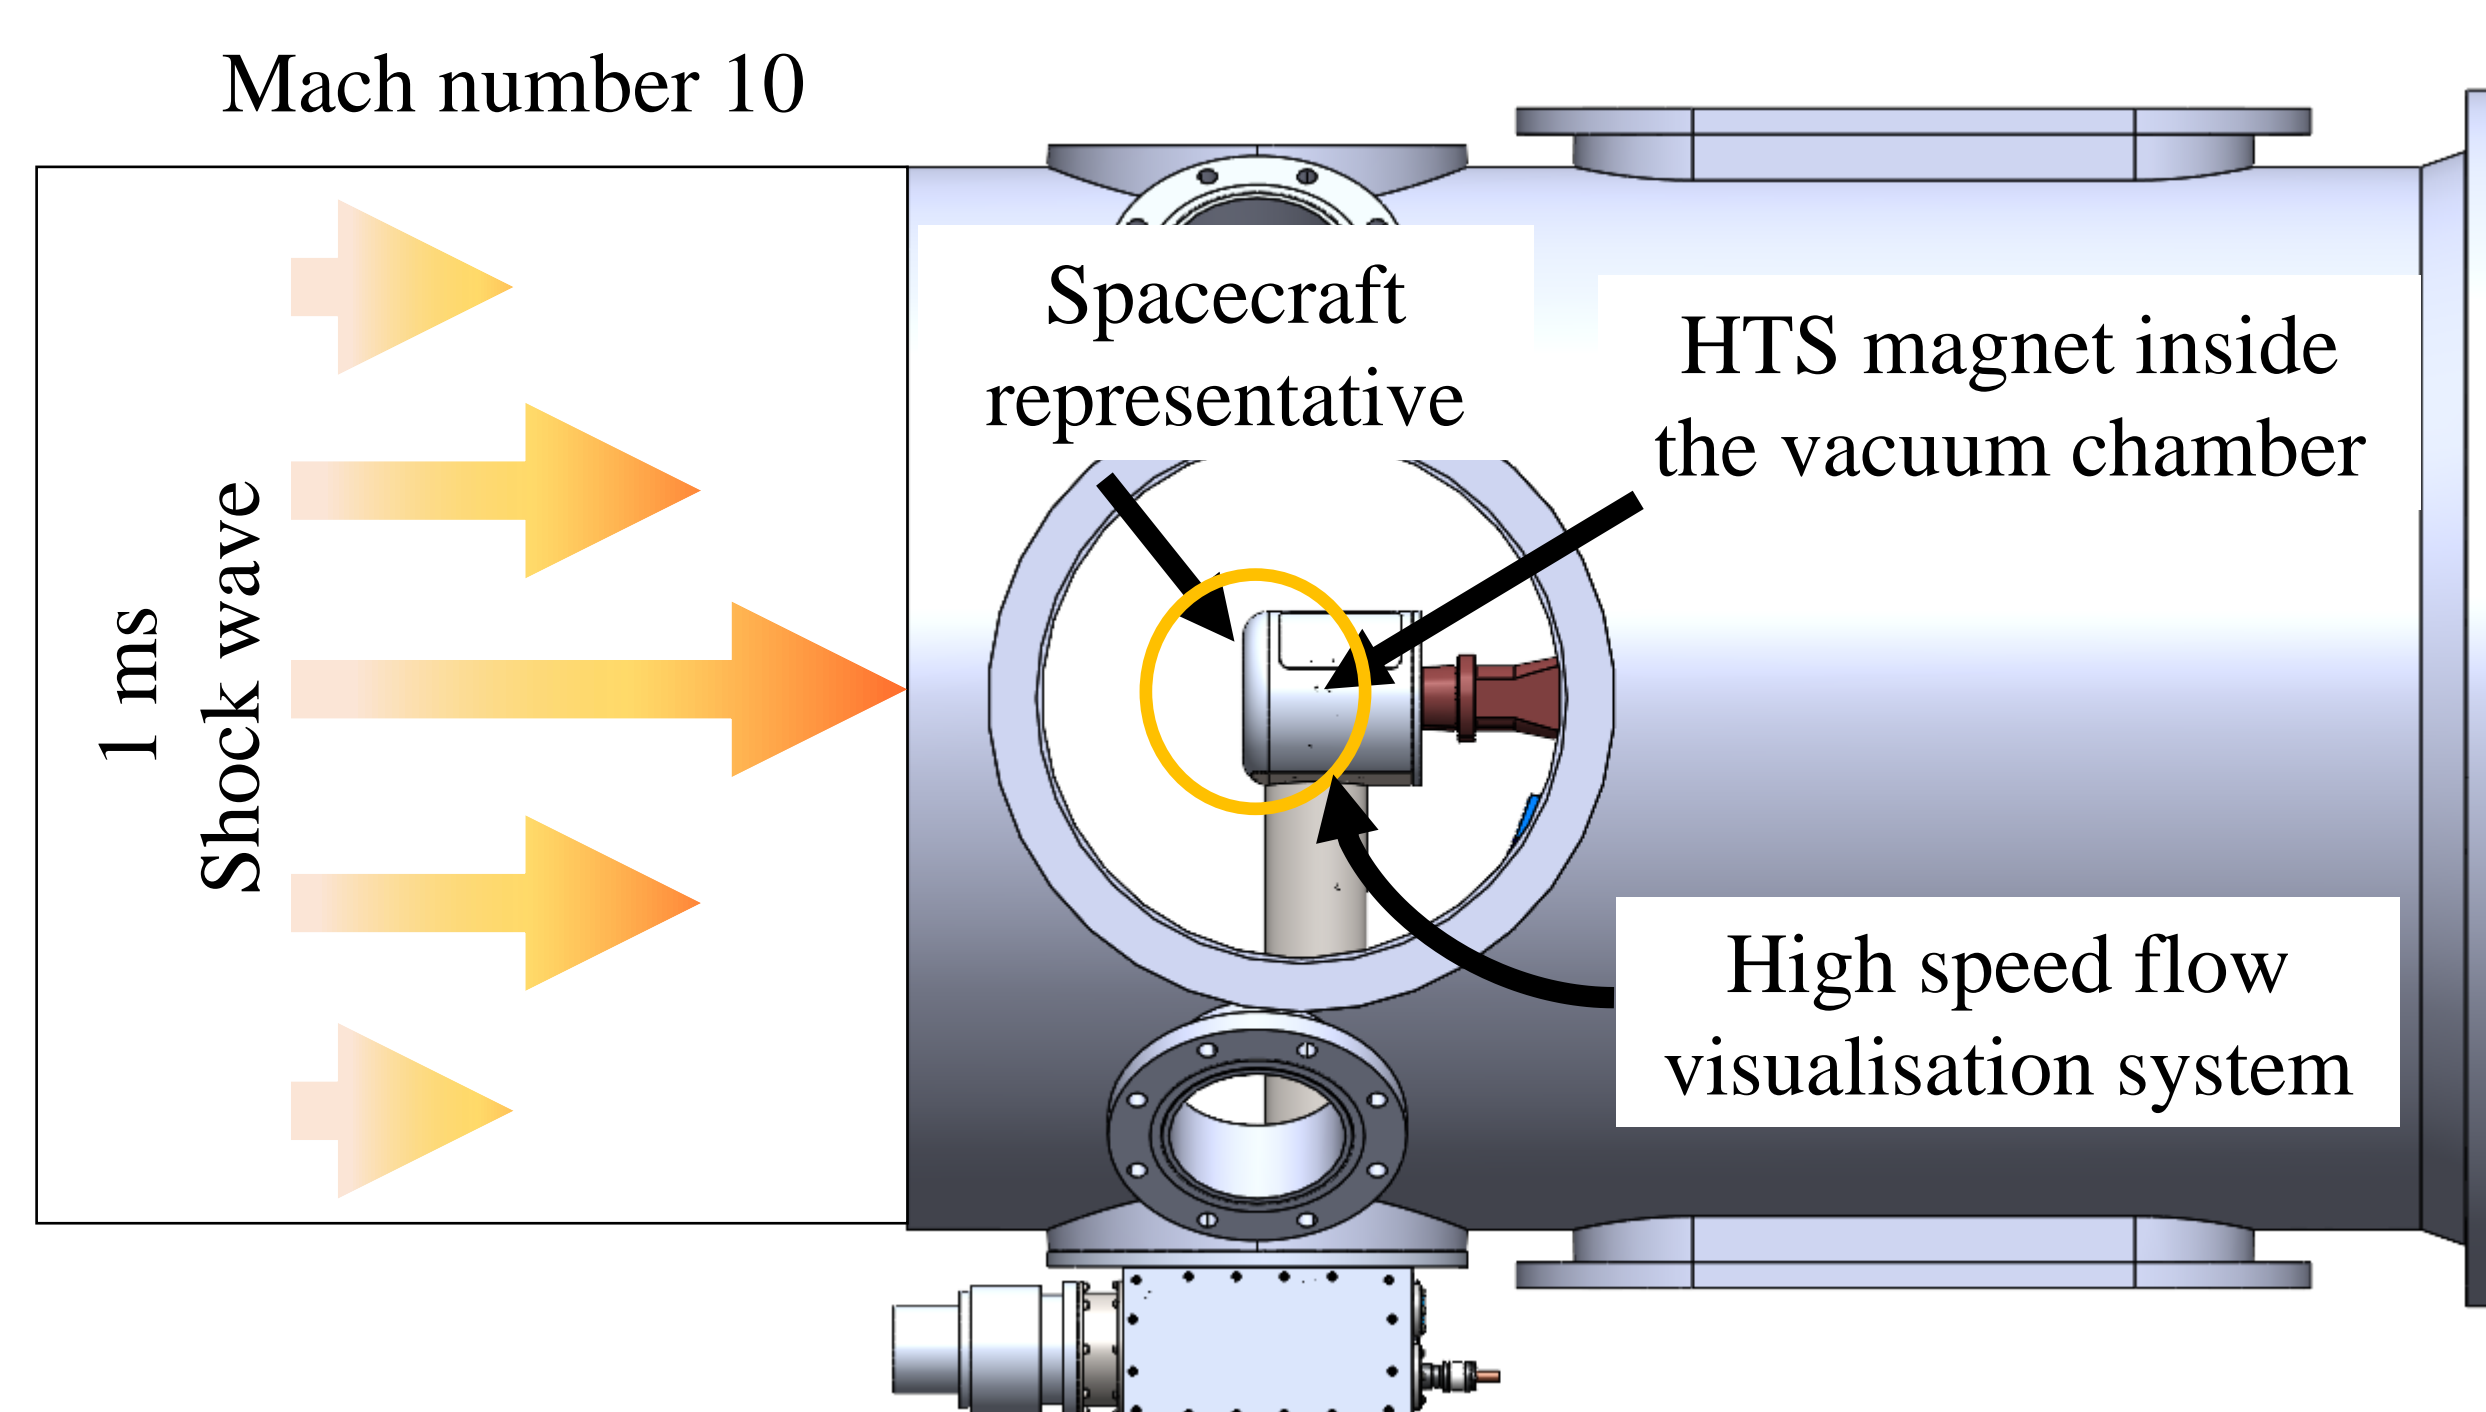 Mach number 10
1 ms
Shock wave
Spacecraft
representative
HTS magnet inside
the vacuum chamber
High speed flow
visualisation system